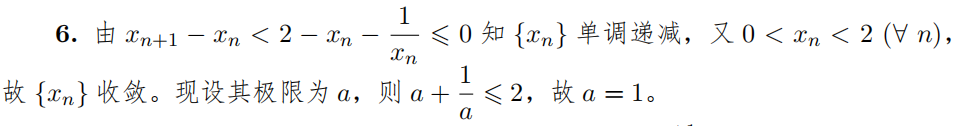 6. 由 $x_{n+1} - x_n < 2 - x_n - \frac{1}{x_n} \leqslant 0$ 知 $\{x_n\}$ 单调递减，又 $0 < x_n < 2\ (\forall\ n)$，
故 $\{x_n\}$ 收敛。现设其极限为 $a$，则 $a + \frac{1}{a} \leqslant 2$，故 $a = 1$。